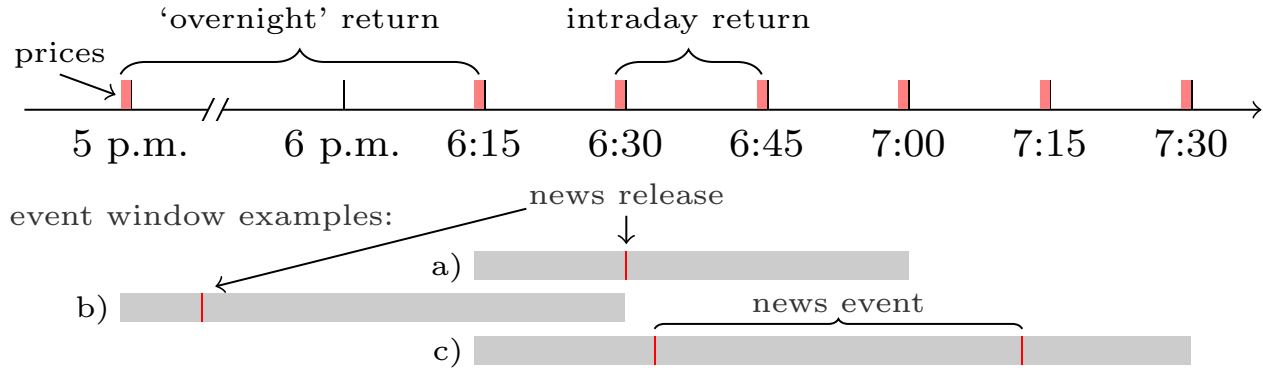 ‘overnight’ return
intraday return
prices
5 p.m.
6 p.m.
6:15
6:30
6:45
7:00
7:15
7:30
news release
event window examples:
a)
b)
news event
c)